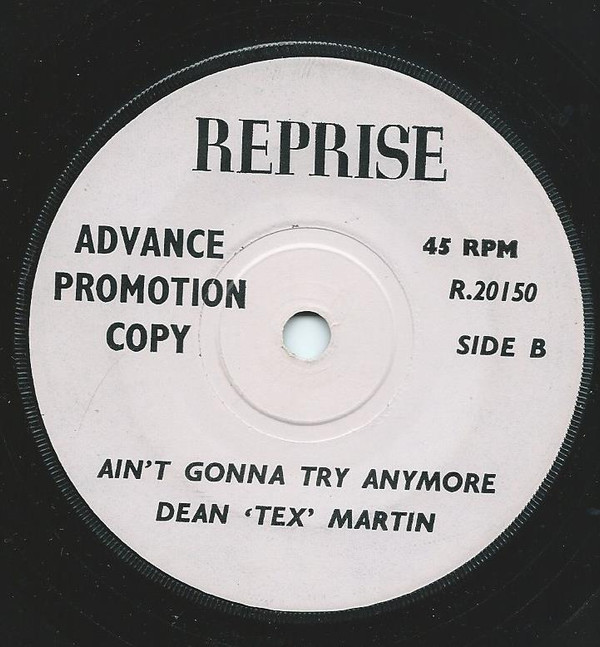 REPRISE
ADVANCE
PROMOTION
COPY
45 RPM
R.20150
SIDE B
AIN'T GONNA TRY ANYMORE
DEAN ‘TEX’ MARTIN